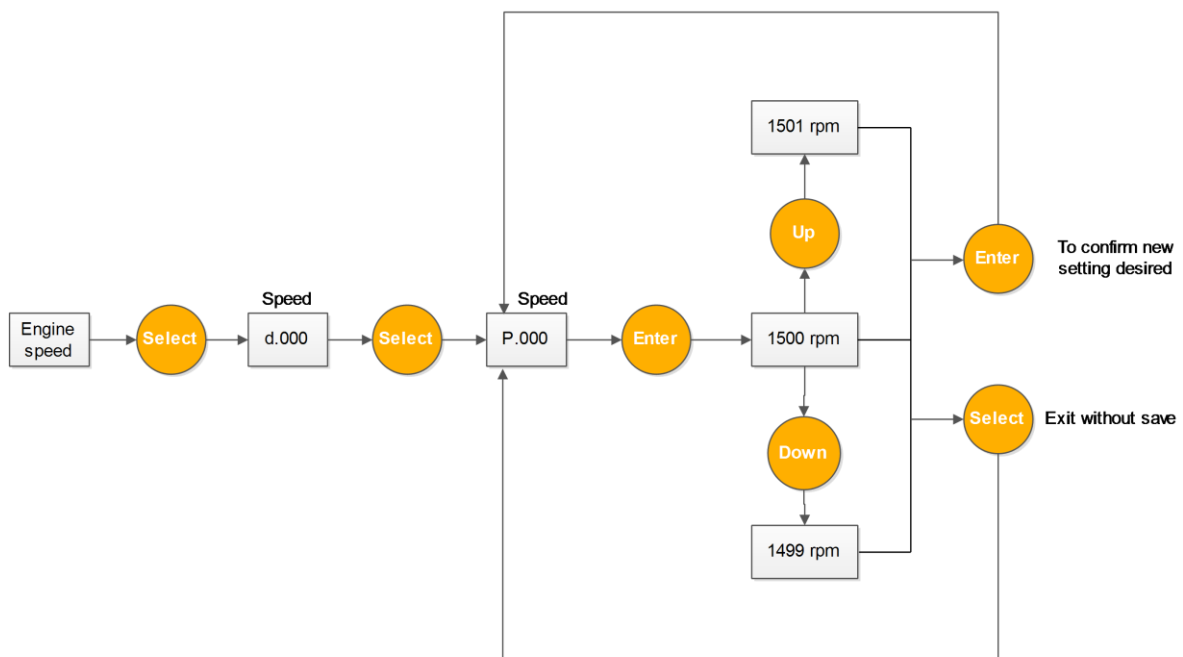 1501 rpm
Up
Enter
To confirm new
setting desired
Speed
Speed
Engine
speed
Select
d.000
Select
P.000
Enter
1500 rpm
Select
Exit without save
Down
1499 rpm